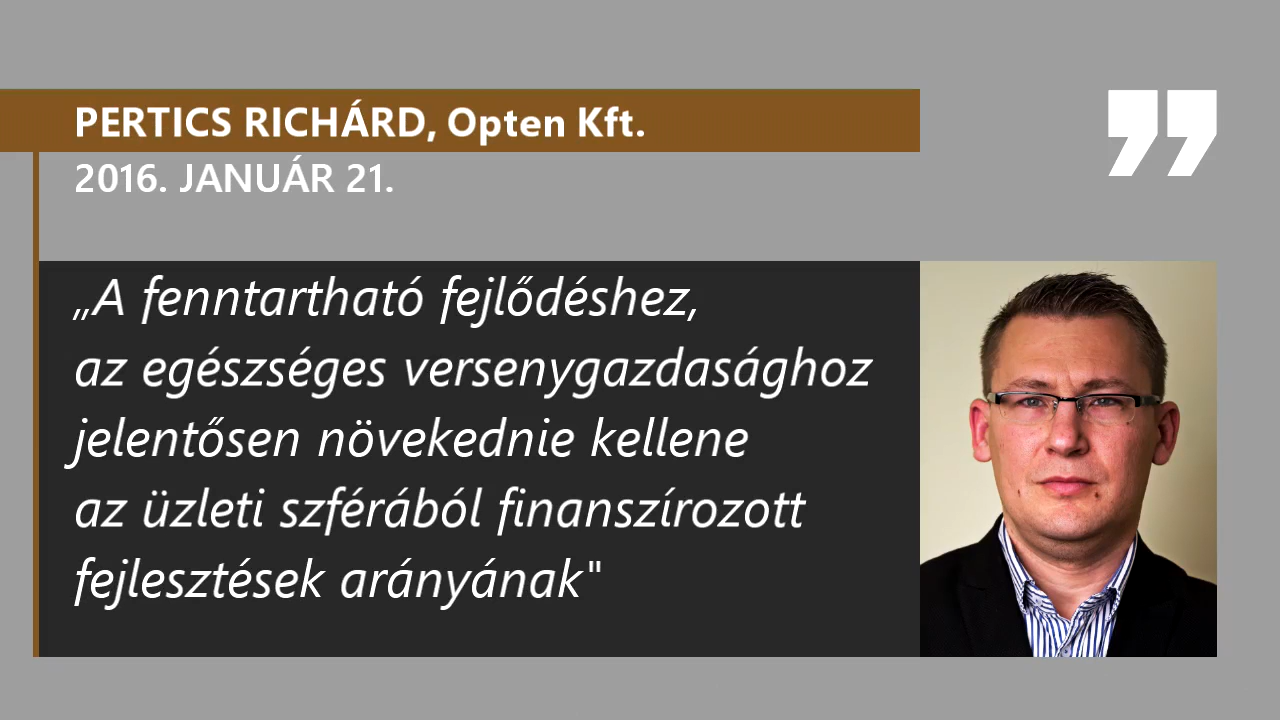 PERTICS RICHÁRD, Opten Kft.
2016. JANUÁR 21.
„A fenntartható fejlődéshez,
az egészséges versenygazdasághoz
jelentősen növekednie kellene
az üzleti szférából finanszírozott
fejlesztések arányának"